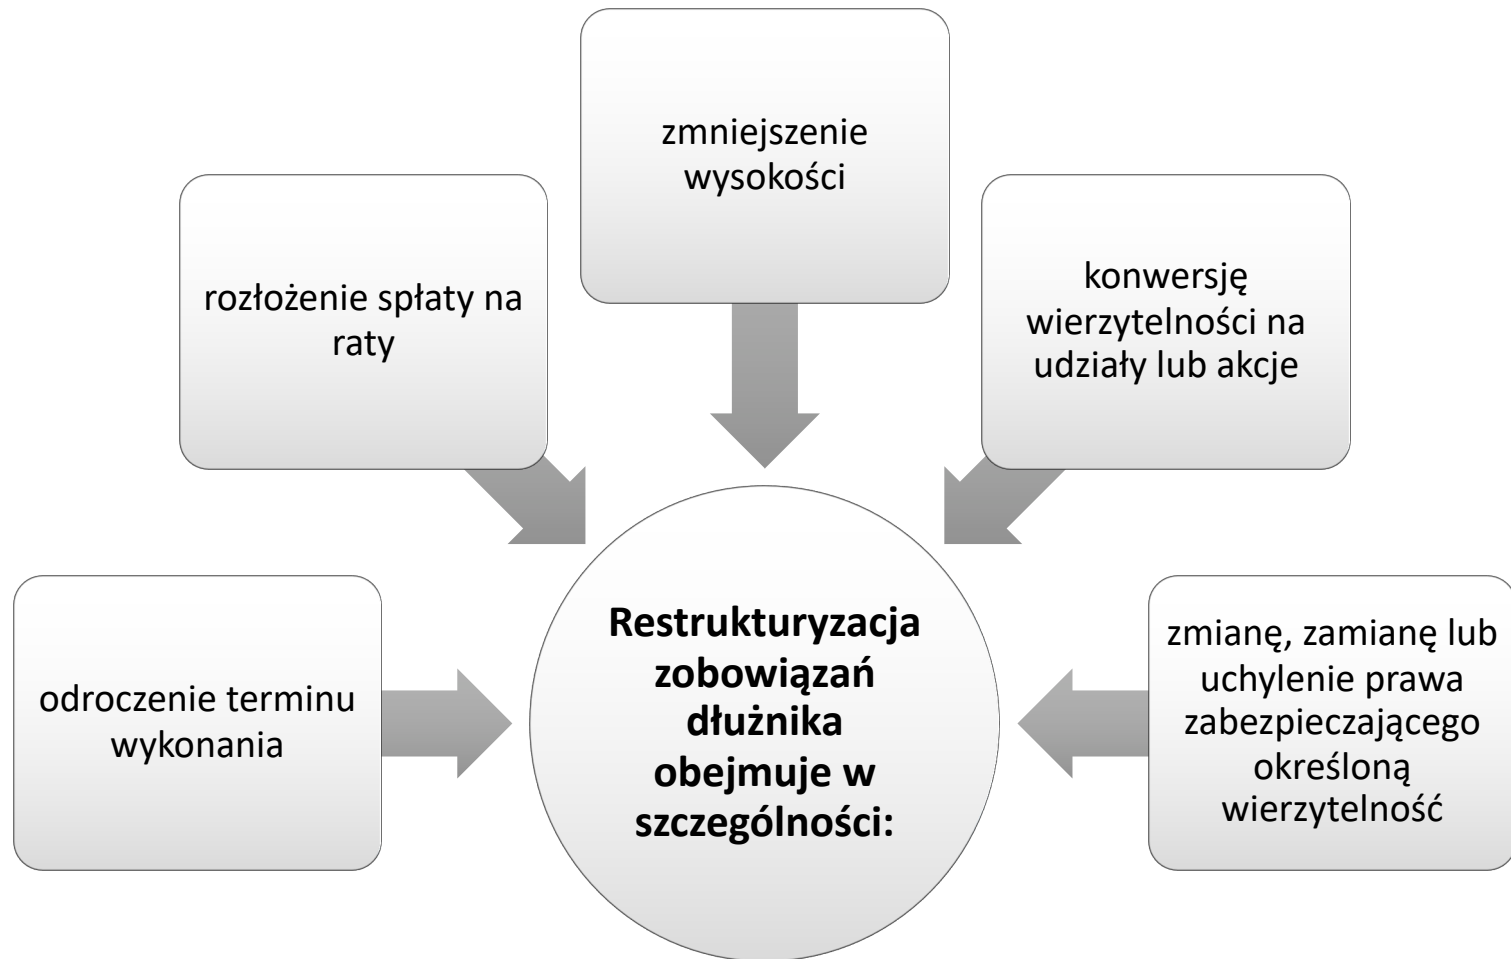 zmniejszenie
wysokości
rozłożenie spłaty na
raty
konwersję
wierzytelności na
udziały lub akcje
odroczenie terminu
wykonania
Restrukturyzacja
zobowiązań
dłużnika
obejmuje w
szczególności:
zmianę, zamianę lub
uchylenie prawa
zabezpieczającego
określoną
wierzytelność